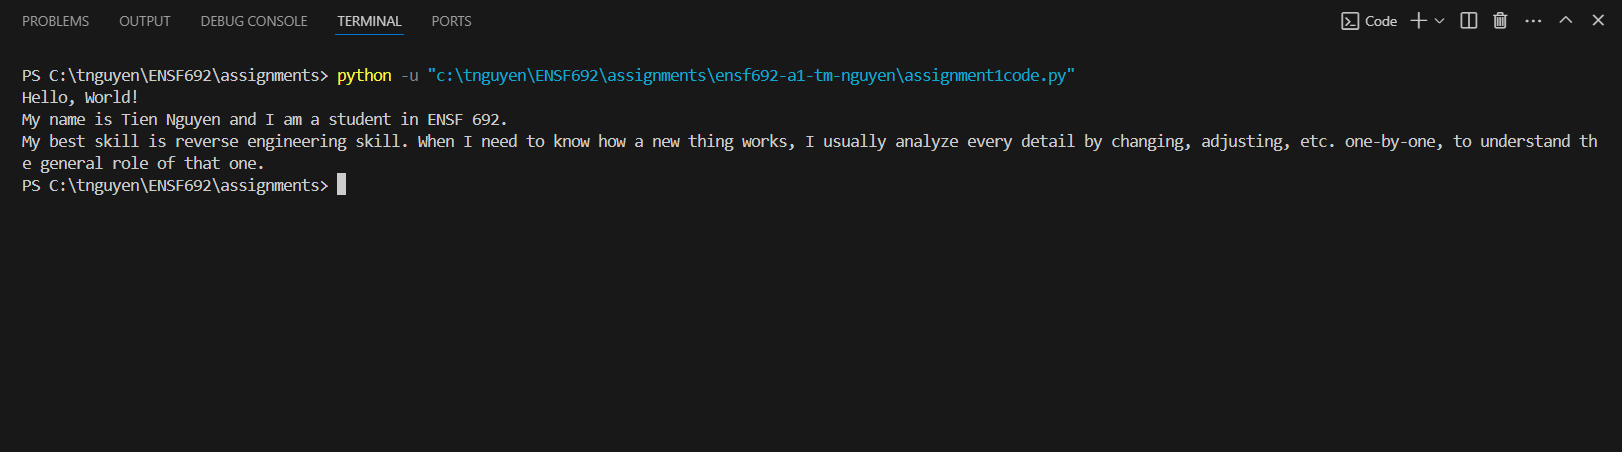 PROBLEMS OUTPUT DEBUG CONSOLE TERMINAL PORTS Code
PS C:\tnguyen\ENSF692\assignments> python -u "c:\tnguyen\ENSF692\assignments\ensf692-a1-tm-nguyen\assignment1code.py"
Hello, World!
My name is Tien Nguyen and I am a student in ENSF 692.
My best skill is reverse engineering skill. When I need to know how a new thing works, I usually analyze every detail by changing, adjusting, etc. one-by-one, to understand th
e general role of that one.
PS C:\tnguyen\ENSF692\assignments>